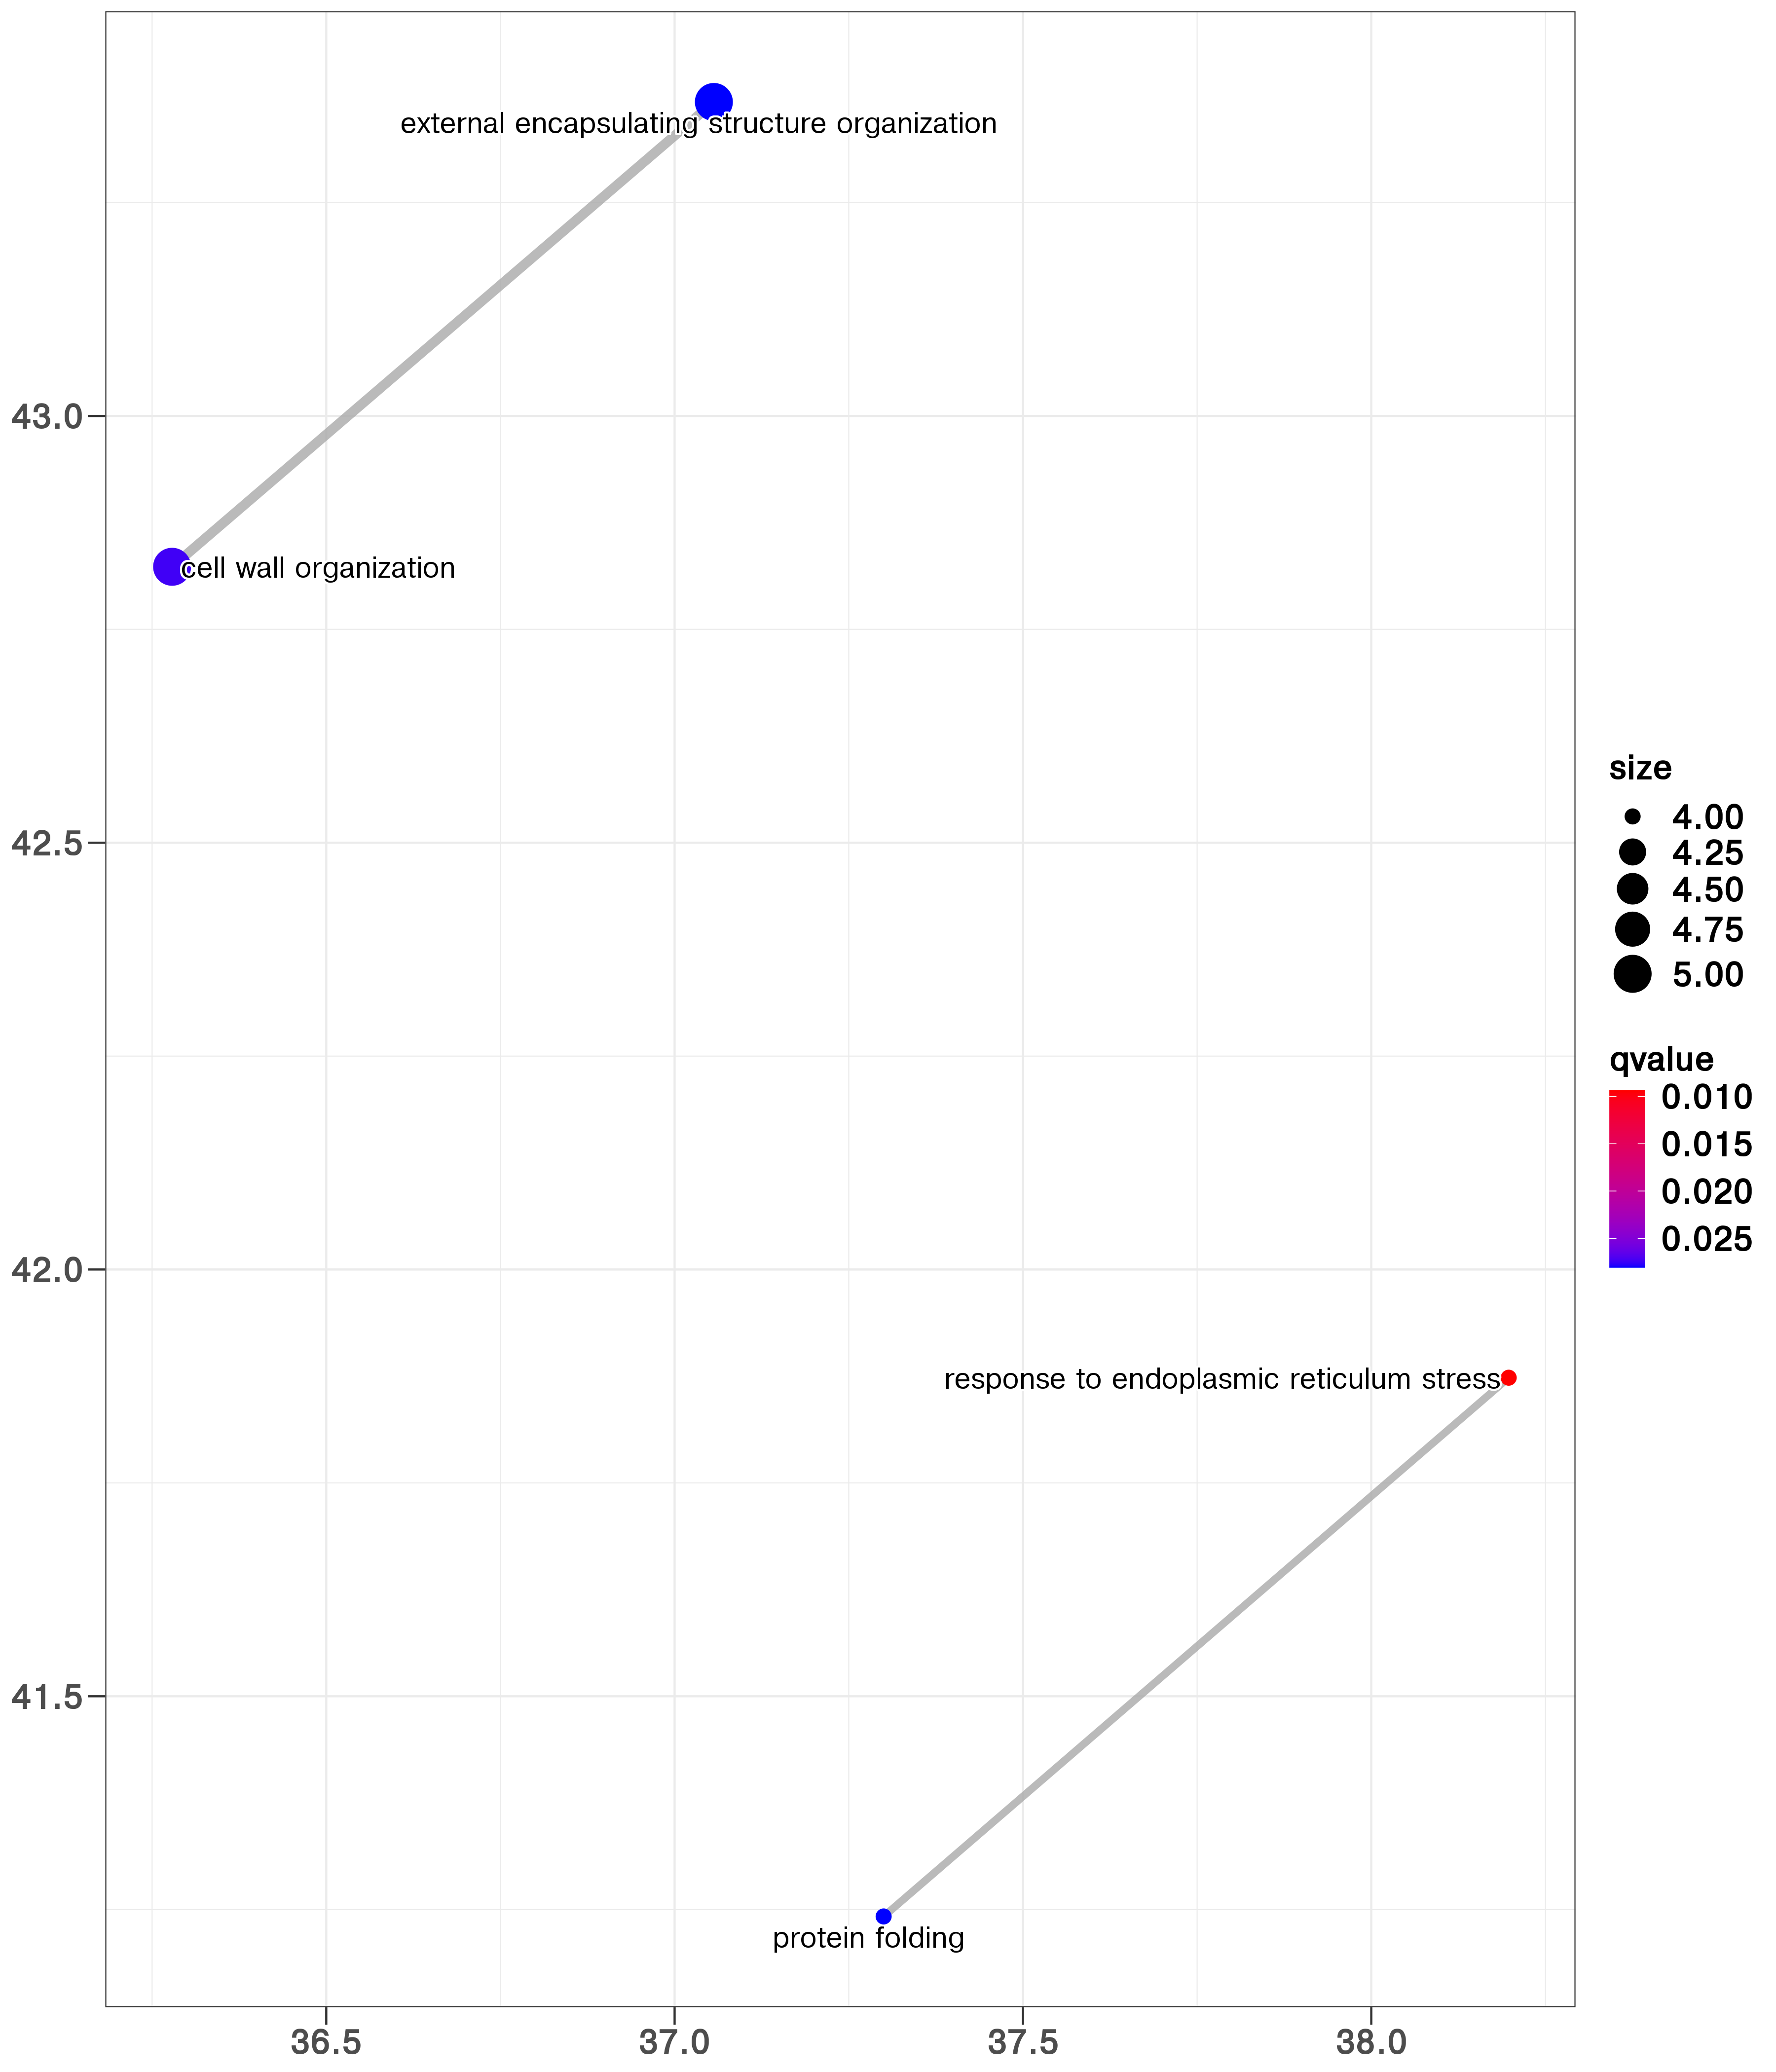 external encapsulating structure organization
43.0
cell wall organization
42.5
size
4.00
4.25
4.50
4.75
5.00
qvalue
0.010
0.015
0.020
0.025
42.0
response to endoplasmic reticulum stress
41.5
protein folding
36.5 37.0 37.5 38.0